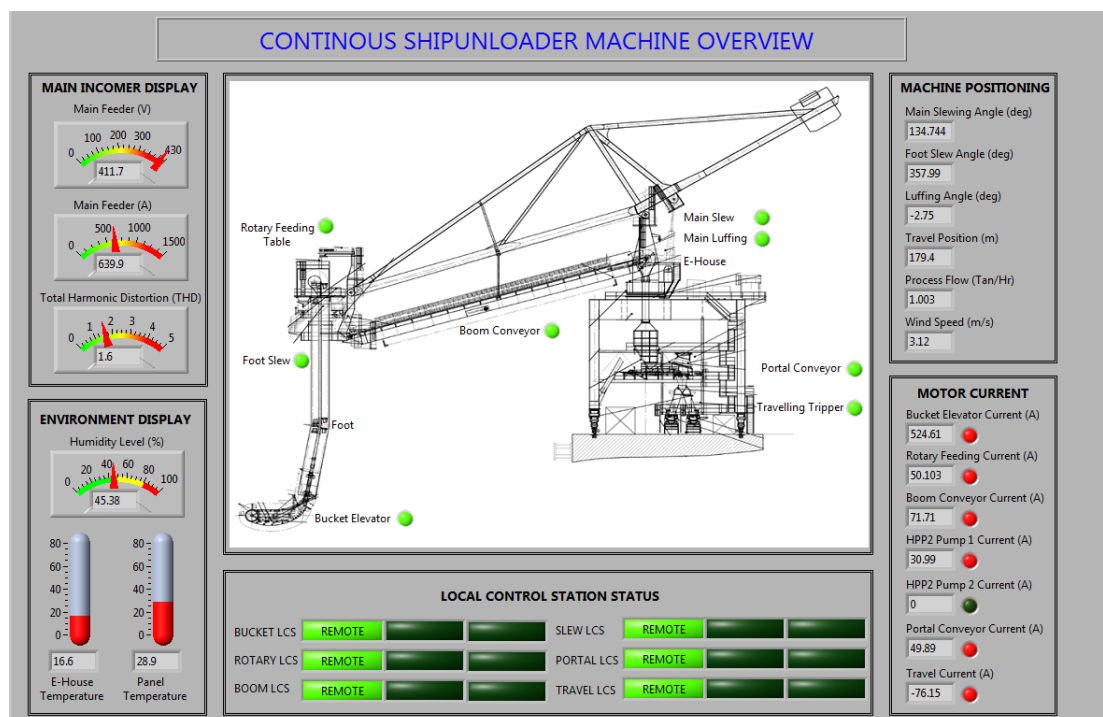 CONTINOUS SHIPUNLOADER MACHINE OVERVIEW
MAIN INCOMER DISPLAY
Main Feeder (V)
0 100 200 300 430
411.7
Main Feeder (A)
0 500 1000 1500
639.9
Total Harmonic Distortion (THD)
0 1 2 3 4 5
1.6
ENVIRONMENT DISPLAY
Humidity Level (%)
0 20 40 60 80 100
45.38
80 80
60 60
40 40
20 20
0 0
16.6 28.9
E-House Panel
Temperature Temperature
Rotary Feeding
Table
Main Slew
Main Luffing
E-House
Boom Conveyor
Foot Slew
Portal Conveyor
Travelling Tripper
Foot
Bucket Elevator
LOCAL CONTROL STATION STATUS
BUCKET LCS REMOTE SLEW LCS REMOTE
ROTARY LCS REMOTE PORTAL LCS REMOTE
BOOM LCS REMOTE TRAVEL LCS REMOTE
MACHINE POSITIONING
Main Slewing Angle (deg)
134.744
Foot Slew Angle (deg)
357.99
Luffing Angle (deg)
-2.75
Travel Position (m)
179.4
Process Flow (Tan/Hr)
1.003
Wind Speed (m/s)
3.12
MOTOR CURRENT
Bucket Elevator Current (A)
524.61
Rotary Feeding Current (A)
50.103
Boom Conveyor Current (A)
71.71
HPP2 Pump 1 Current (A)
30.99
HPP2 Pump 2 Current (A)
0
Portal Conveyor Current (A)
49.89
Travel Current (A)
-76.15